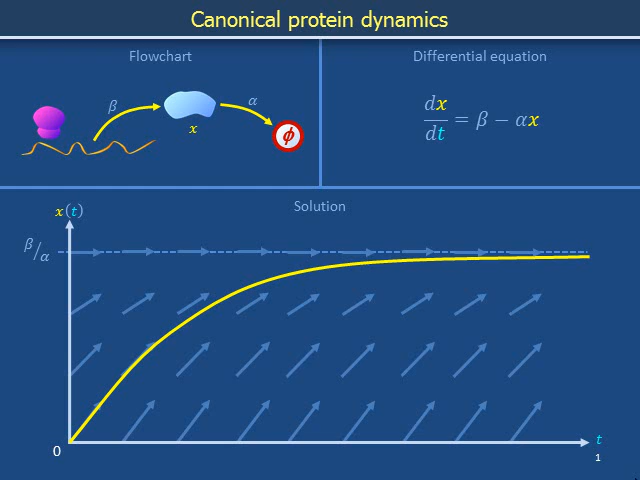 Canonical protein dynamics
Flowchart
β
α
x
ϕ
Differential equation
dx/dt = β − αx
Solution
x(t)
β/α
0
t
1